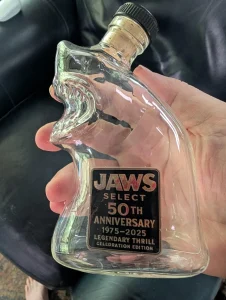 JAWS
SELECT
50TH
ANNIVERSARY
1975-2025
LEGENDARY THRILL
CELEBRATION EDITION